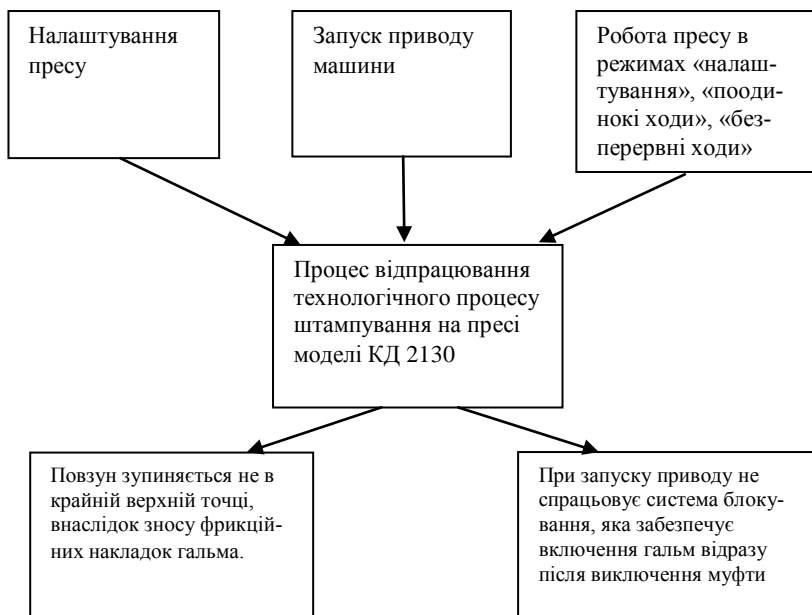 Налаштування
пресу
Запуск приводу
машини
Робота пресу в
режимах «налаш-
тування», «пооди-
нокі ходи», «без-
перервні ходи»
Процес відпрацювання
технологічного процесу
штампування на пресі
моделі КД 2130
Повзун зупиняється не в
крайній верхній точці,
внаслідок зносу фрикцій-
них накладок гальма.
При запуску приводу не
спрацьовує система блоку-
вання, яка забезпечує
включення гальм відразу
після виключення муфти